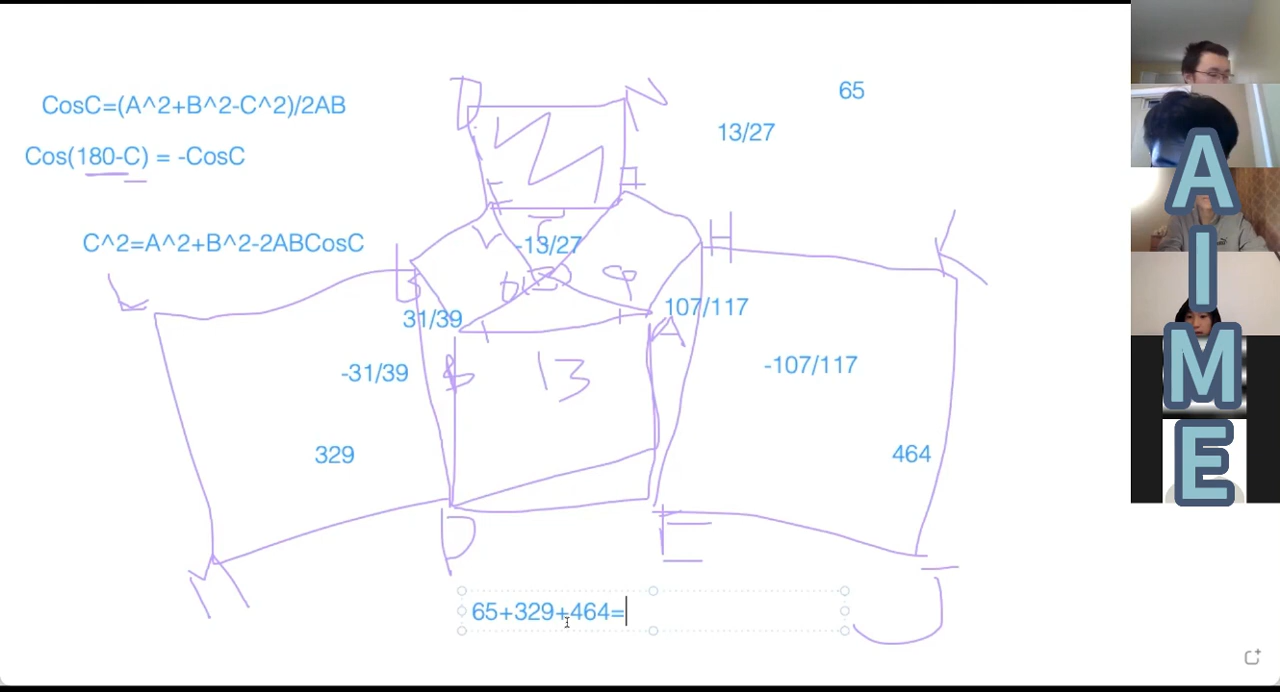 65
CosC=(A^2+B^2-C^2)/2AB
13/27
Cos(180-C) = -CosC
C^2=A^2+B^2-2ABCosC
-13/27
31/39
107/117
-31/39
-107/117
329
464
65+329+464=
D
N
H
K
A
13
M
D
E
J
AIME